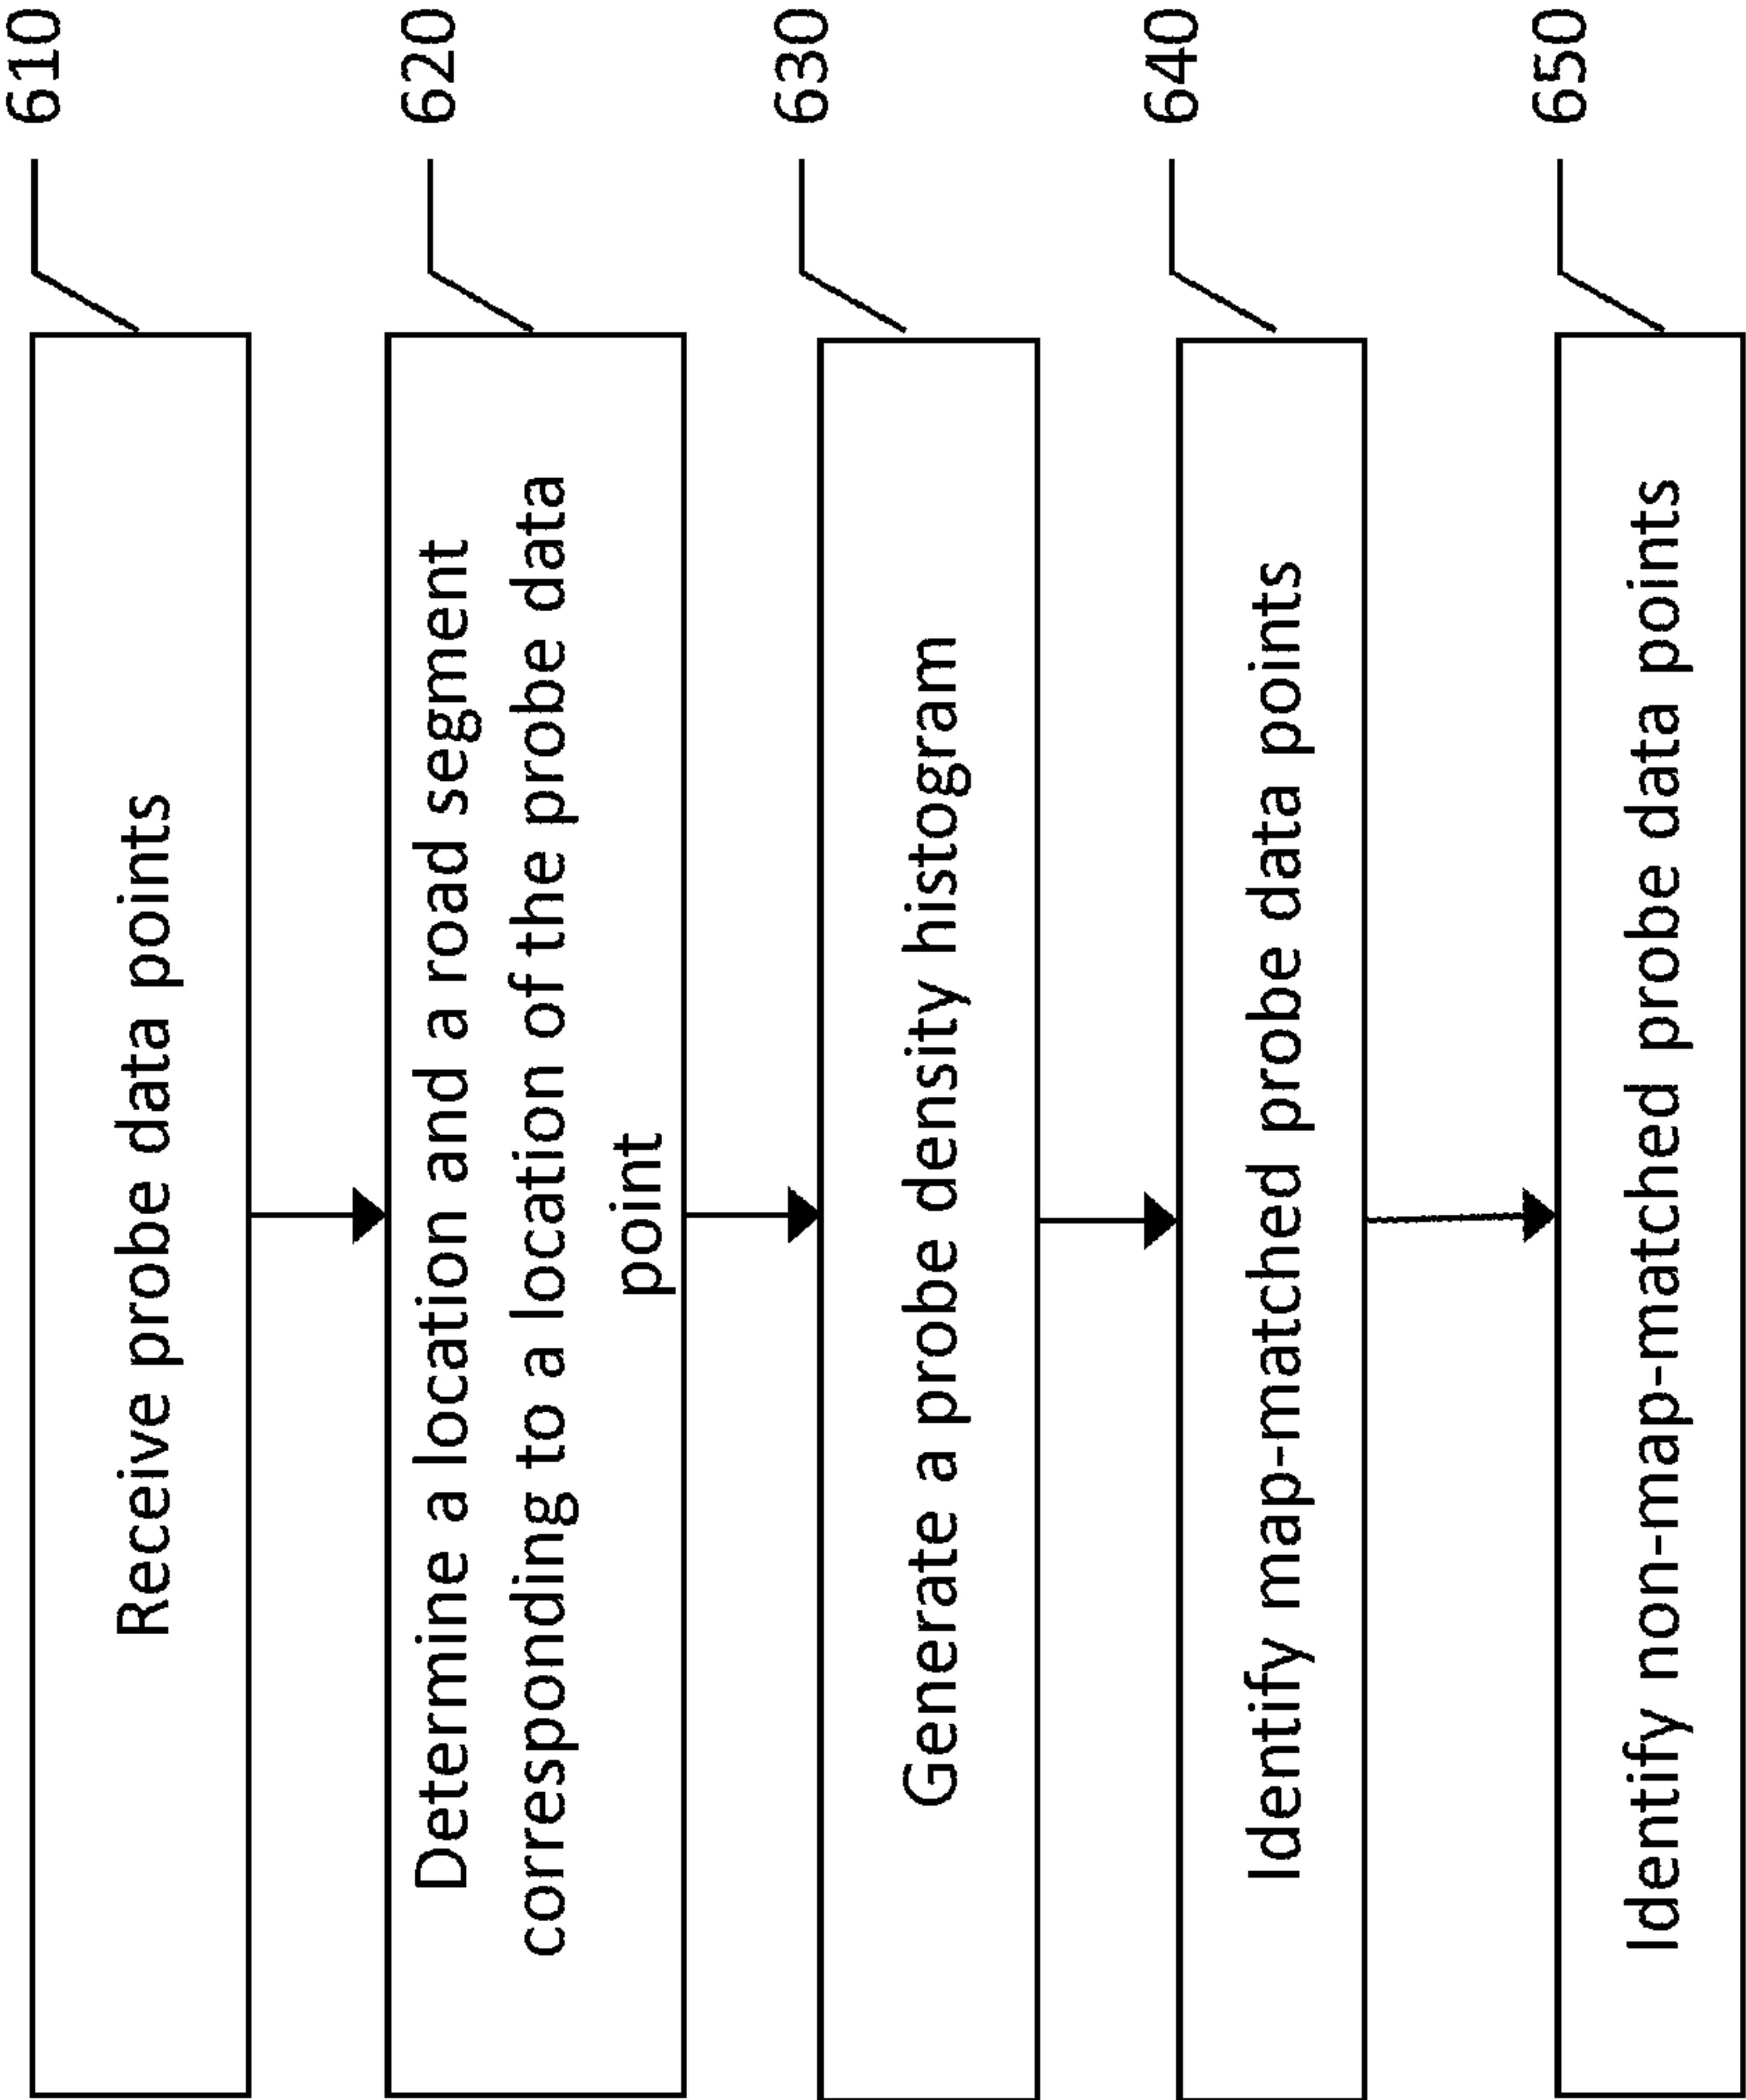 Receive probe data points
610
Determine a location and a road segment
corresponding to a location of the probe data
point
620
Generate a probe density histogram
630
Identify map-matched probe data points
640
Identify non-map-matched probe data points
650